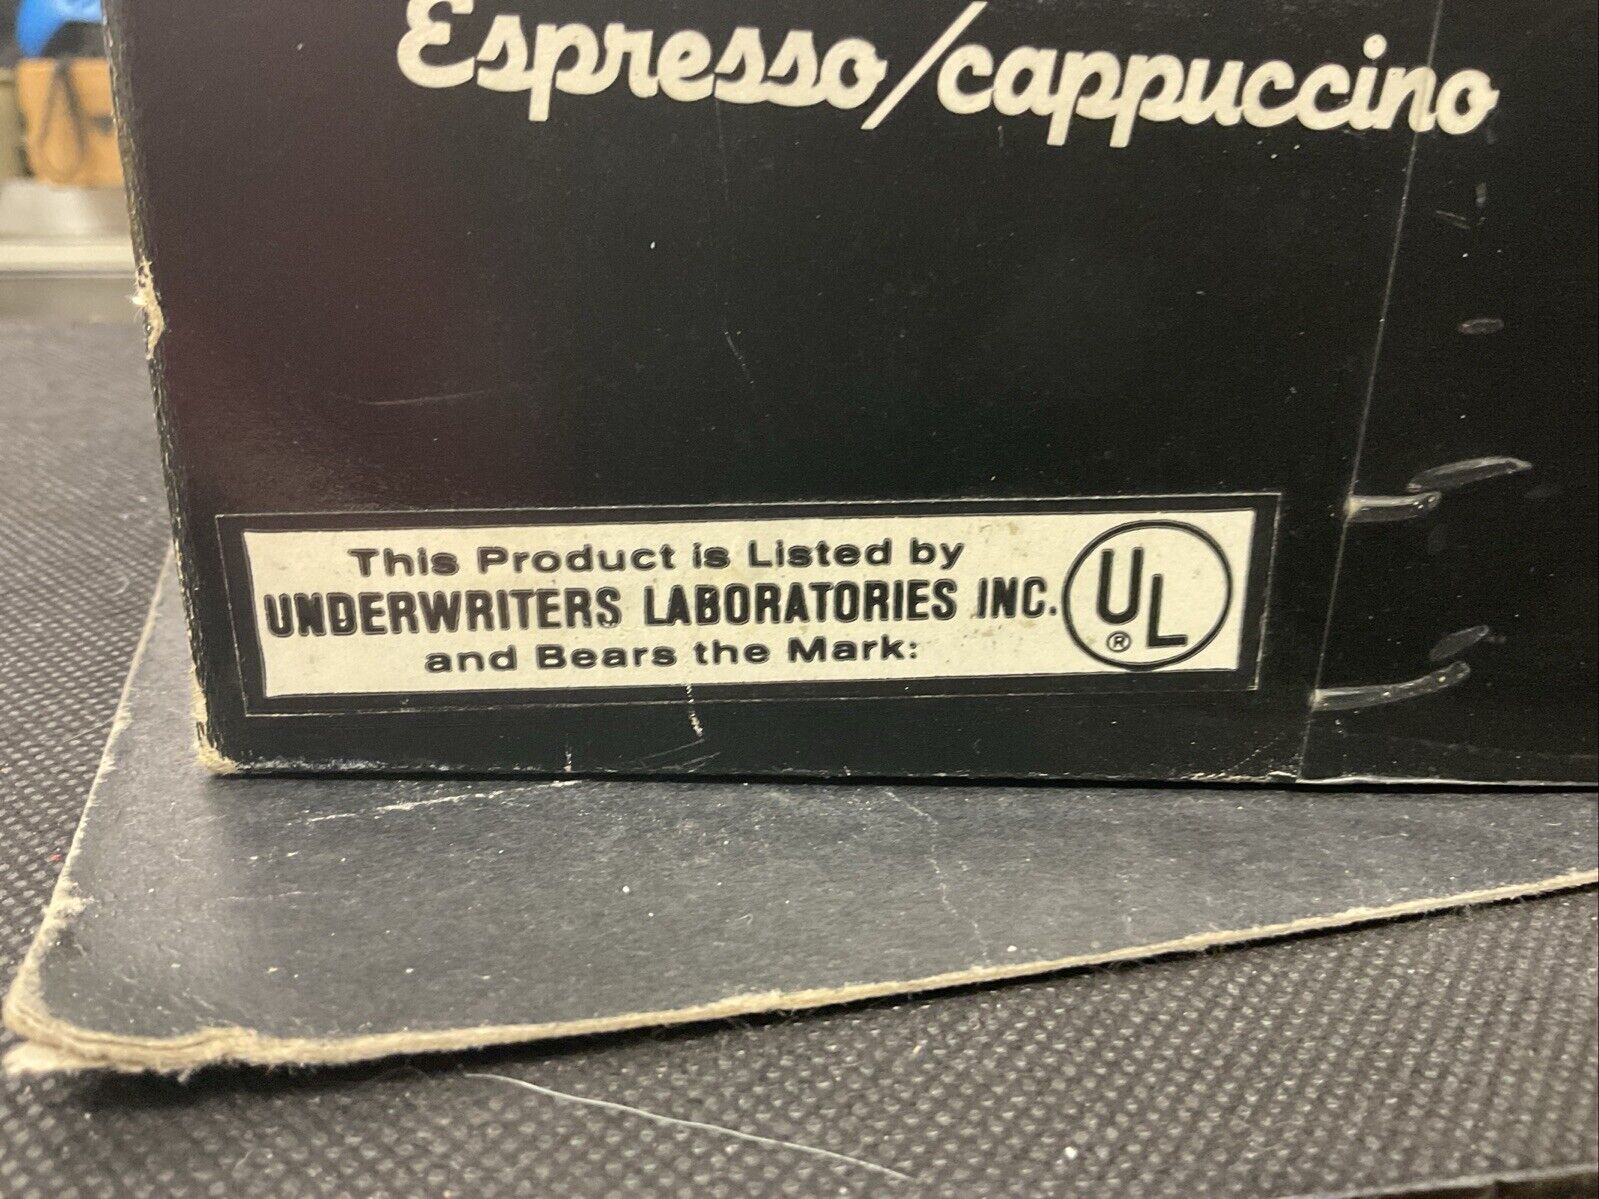 Espresso/cappuccino
This Product is Listed by
UNDERWRITERS LABORATORIES INC.
and Bears the Mark:
UL
®